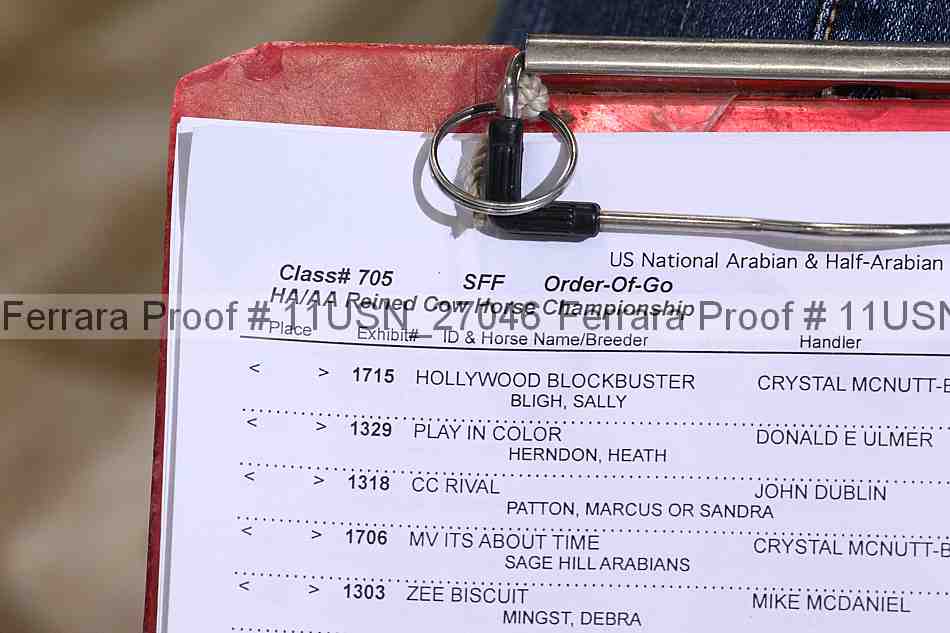 US National Arabian & Half-Arabian
Class# 705 SFF Order-Of-Go
HA/AA Reined Cow Horse Championship
Ferrara Proof # 11USN_27046 Ferrara Proof # 11USN
Place Exhibit# ID & Horse Name/Breeder Handler
< > 1715 HOLLYWOOD BLOCKBUSTER CRYSTAL MCNUTT-B
BLIGH, SALLY
< > 1329 PLAY IN COLOR DONALD E ULMER
HERNDON, HEATH
< > 1318 CC RIVAL JOHN DUBLIN
PATTON, MARCUS OR SANDRA
< > 1706 MV ITS ABOUT TIME CRYSTAL MCNUTT-B
SAGE HILL ARABIANS
< > 1303 ZEE BISCUIT MIKE MCDANIEL
MINGST, DEBRA